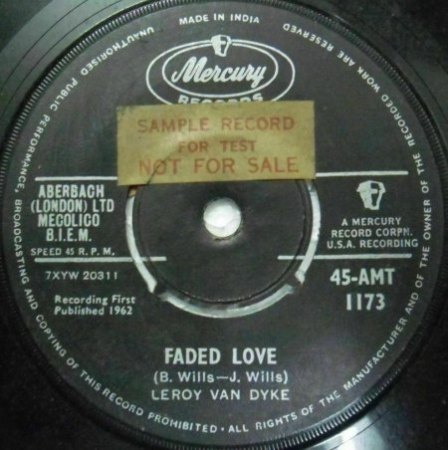 MADE IN INDIA
UNAUTHORISED PUBLIC PERFORMANCE, BROADCASTING AND COPYING OF THIS RECORD PROHIBITED · ALL RIGHTS OF THE MANUFACTURER AND OF THE OWNER OF THE RECORDED WORK ARE RESERVED
Mercury
RECORDS
SAMPLE RECORD
FOR TEST
NOT FOR SALE
ABERBACH
(LONDON) LTD
MECOLICO
B.I.E.M.
SPEED 45 R.P.M.
A MERCURY
RECORD CORPN.
U.S.A. RECORDING
7XYW 20311
45-AMT
1173
Recording First
Published 1962
FADED LOVE
(B. Wills—J. Wills)
LEROY VAN DYKE